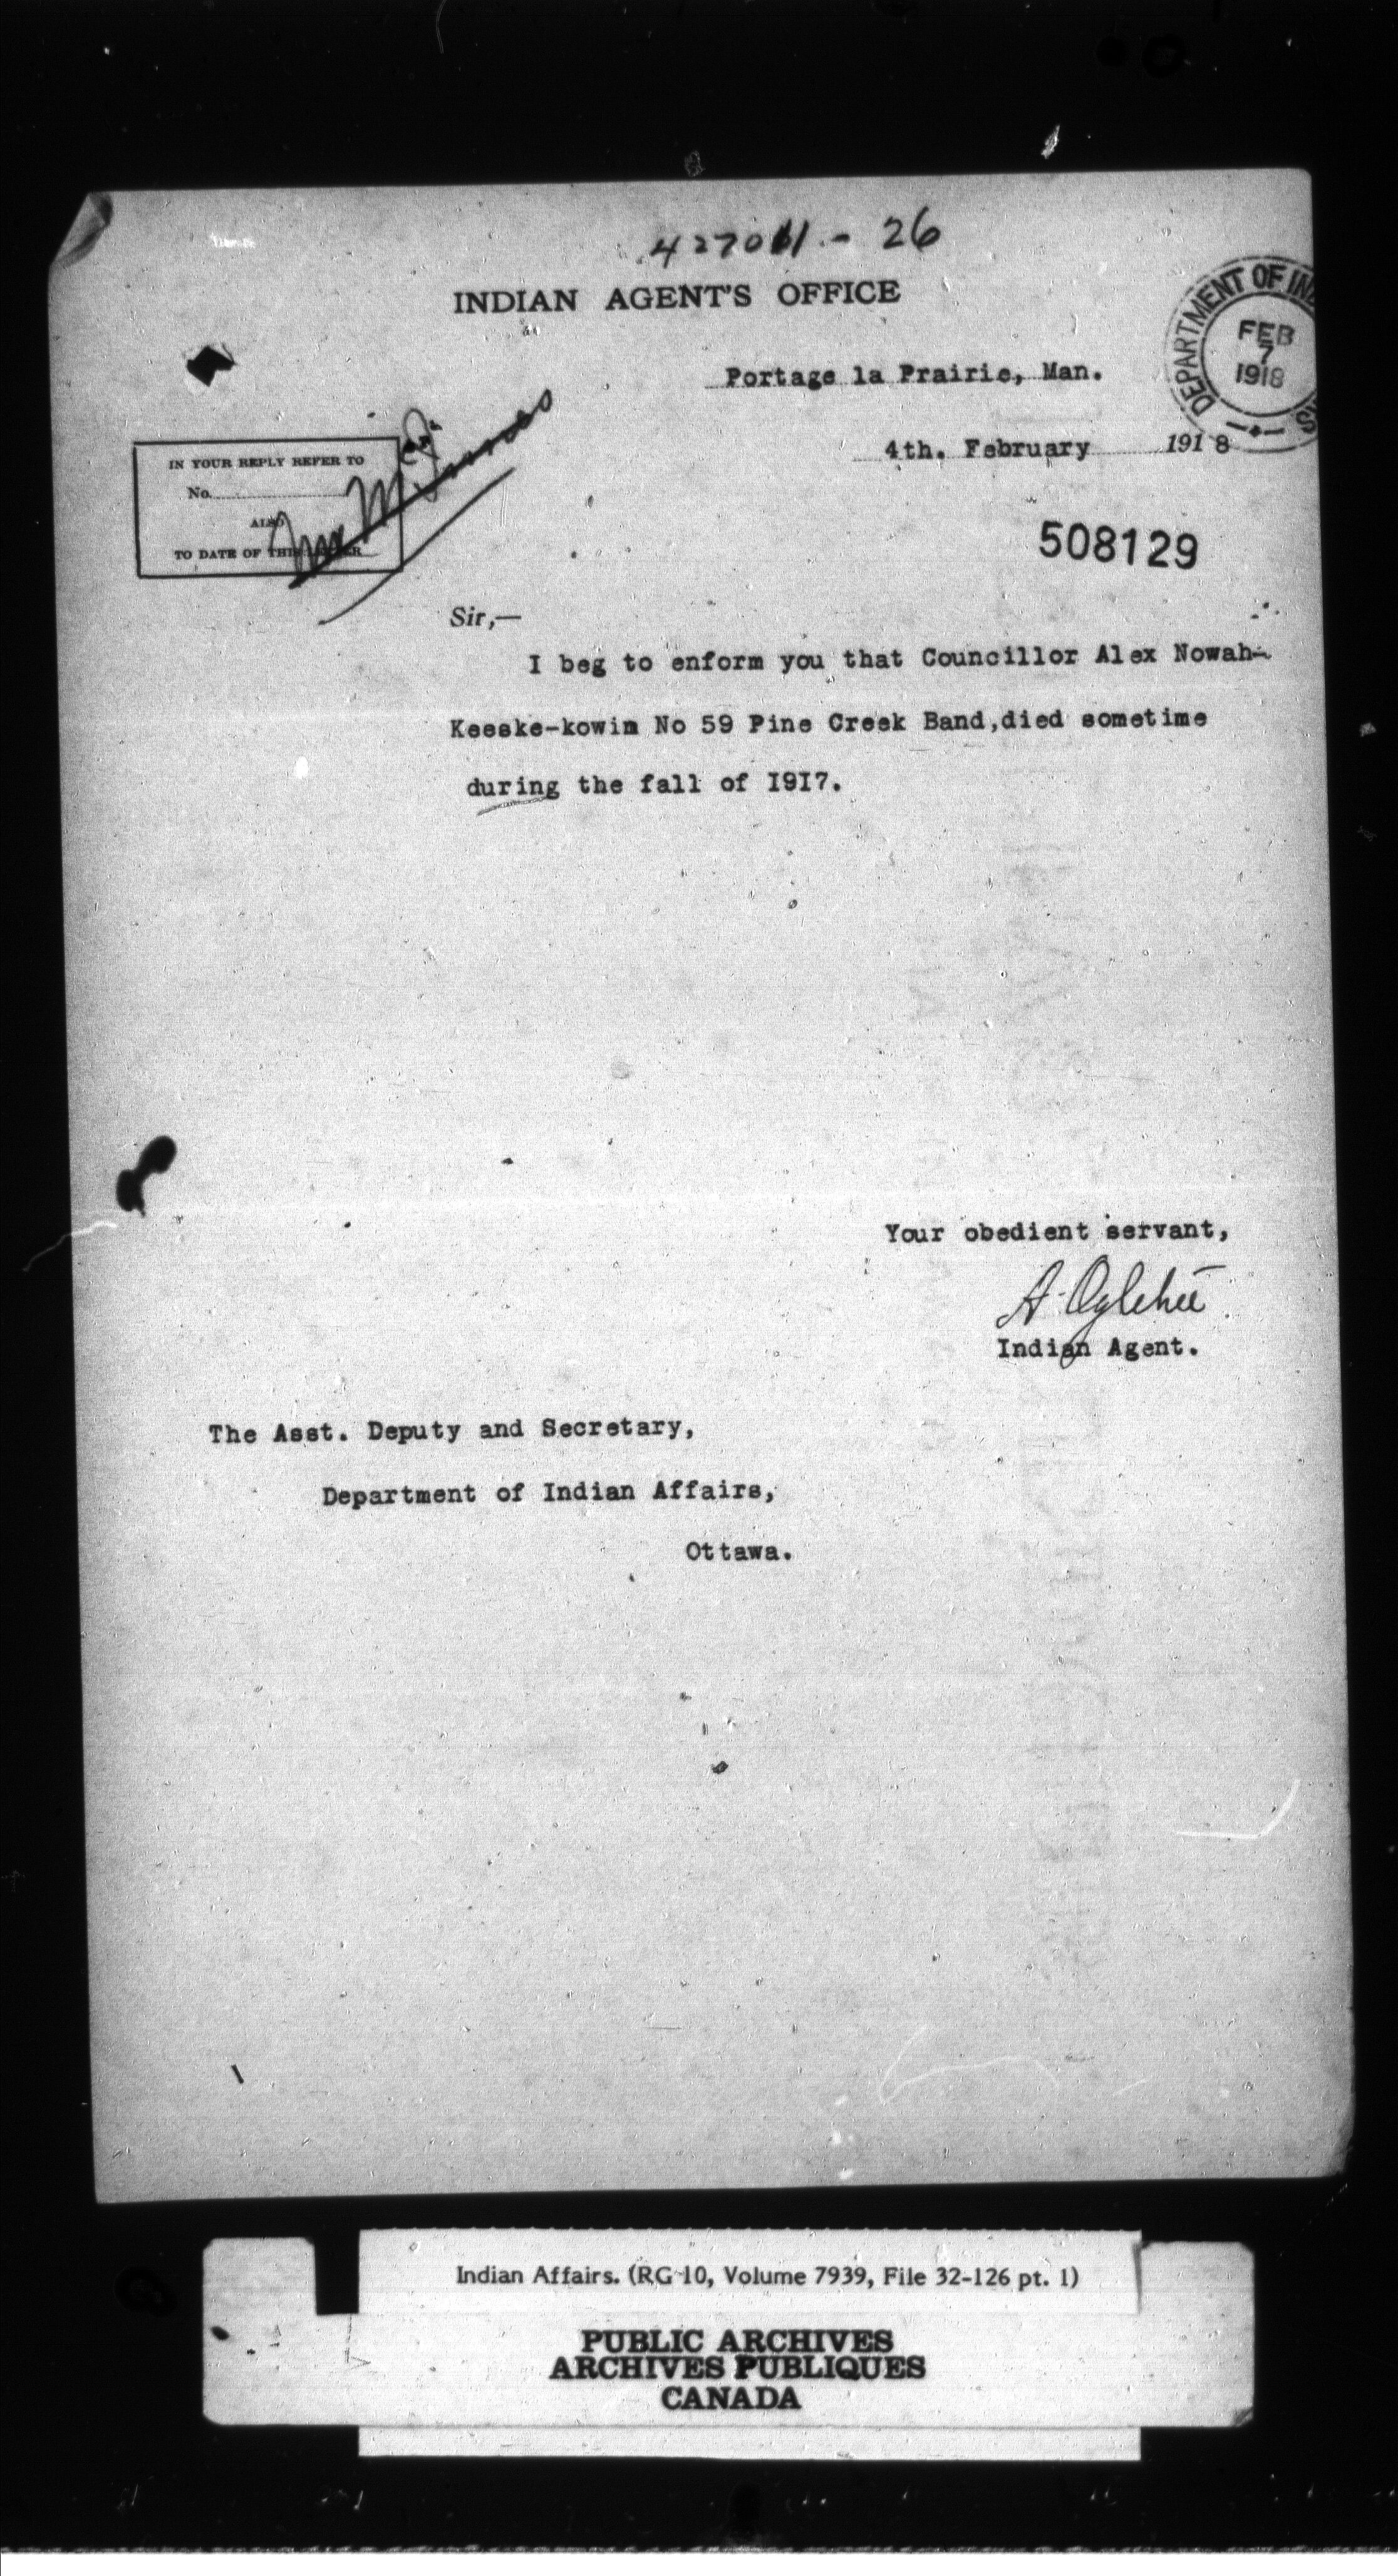 427011 - 26
INDIAN AGENT'S OFFICE
DEPARTMENT OF IN
FEB
7
1918
Portage la Prairie, Man.
4th. February 1918
IN YOUR REPLY REFER TO
No.
ALSO
TO DATE OF THIS LETTER
508129
Sir,—
I beg to enform you that Councillor Alex Nowah-
Keeske-kowin No 59 Pine Creek Band,died sometime
during the fall of I9I7.
Your obedient servant,
A. Ogletree
Indian Agent.
The Asst. Deputy and Secretary,
Department of Indian Affairs,
Ottawa.
Indian Affairs. (RG 10, Volume 7939, File 32-126 pt. 1)
PUBLIC ARCHIVES
ARCHIVES PUBLIQUES
CANADA